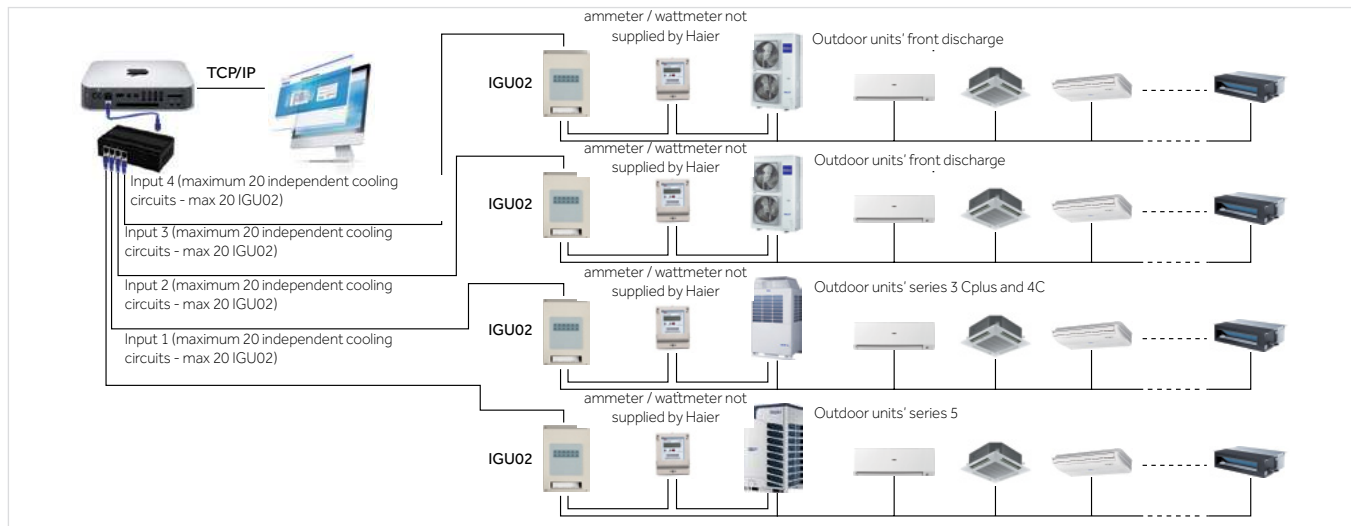 ammeter / wattmeter not
supplied by Haier
Outdoor units' front discharge
TCP/IP
IGU02
ammeter / wattmeter not
supplied by Haier
Outdoor units' front discharge
Input 4 (maximum 20 independent cooling
circuits - max 20 IGU02)
IGU02
Input 3 (maximum 20 independent cooling
circuits - max 20 IGU02)
ammeter / wattmeter not
supplied by Haier
Outdoor units' series 3 Cplus and 4C
Input 2 (maximum 20 independent cooling
circuits - max 20 IGU02)
IGU02
Input 1 (maximum 20 independent cooling
circuits - max 20 IGU02)
ammeter / wattmeter not
supplied by Haier
Outdoor units' series 5
IGU02